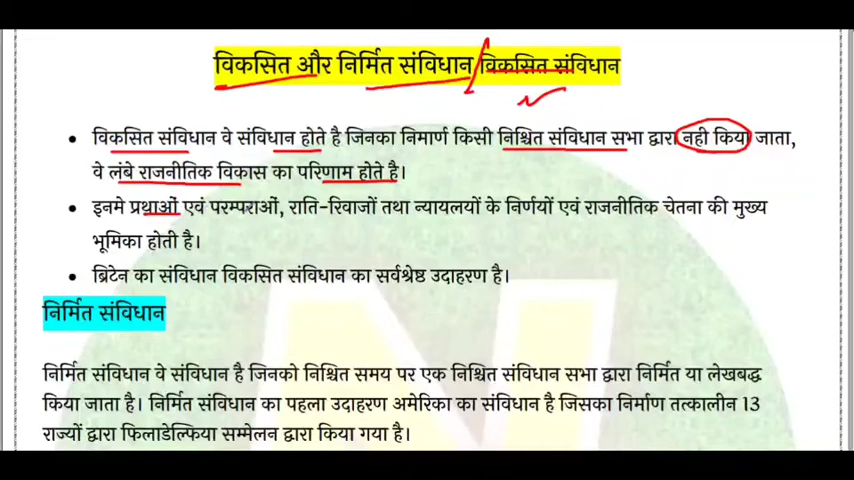 विकसित और निर्मित संविधान/विकसित संविधान
• विकसित संविधान वे संविधान होते है जिनका निमार्ण किसी निश्चित संविधान सभा द्वारा नही किया जाता,
वे लंबे राजनीतिक विकास का परिणाम होते है।
• इनमे प्रथाओं एवं परम्पराओं, राति-रिवाजों तथा न्यायलयों के निर्णयों एवं राजनीतिक चेतना की मुख्य
भूमिका होती है।
• ब्रिटेन का संविधान विकसित संविधान का सर्वश्रेष्ठ उदाहरण है।
निर्मित संविधान
निर्मित संविधान वे संविधान है जिनको निश्चित समय पर एक निश्चित संविधान सभा द्वारा निर्मित या लेखबद्ध
किया जाता है। निर्मित संविधान का पहला उदाहरण अमेरिका का संविधान है जिसका निर्माण तत्कालीन 13
राज्यों द्वारा फिलाडेल्फिया सम्मेलन द्वारा किया गया है।